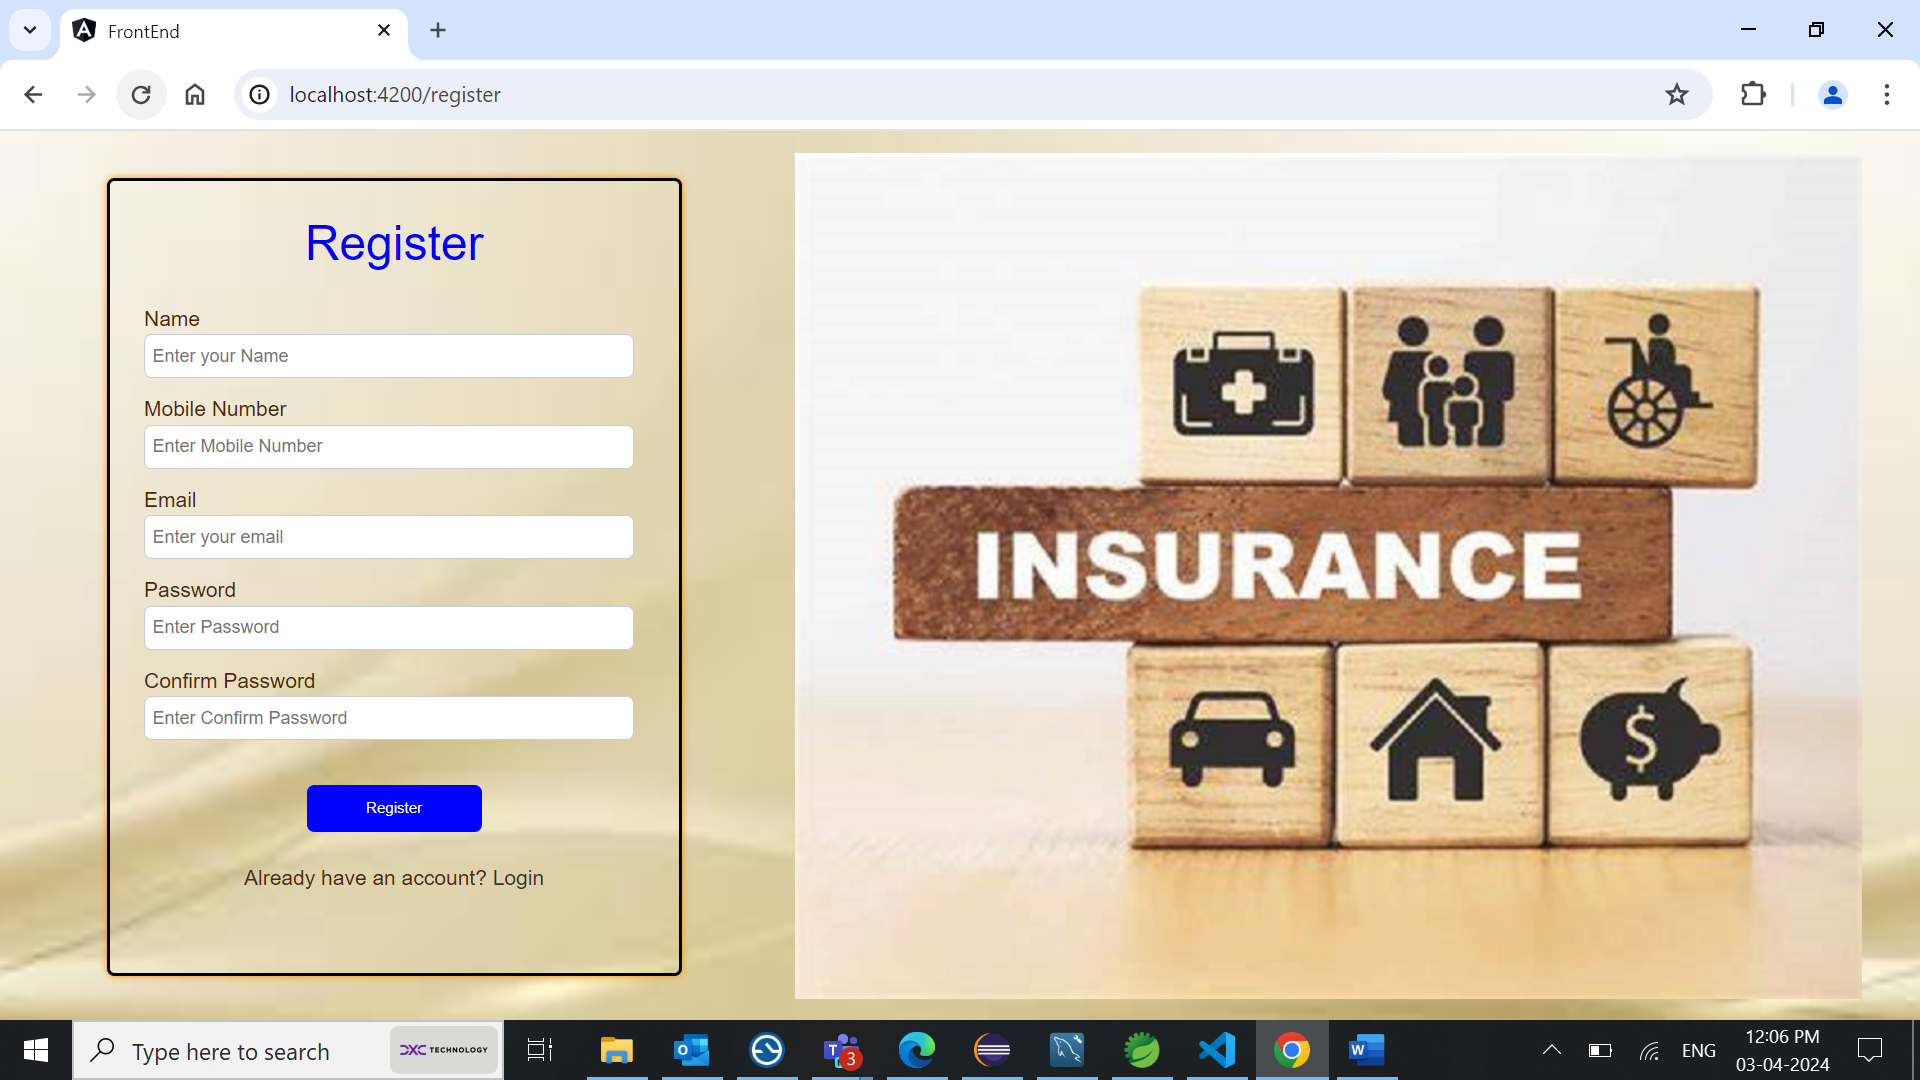 FrontEnd
localhost:4200/register
Register
Name
Enter your Name
Mobile Number
Enter Mobile Number
Email
Enter your email
Password
Enter Password
Confirm Password
Enter Confirm Password
Register
Already have an account? Login
INSURANCE
$
Type here to search
DXC TECHNOLOGY
3
ENG
12:06 PM
03-04-2024